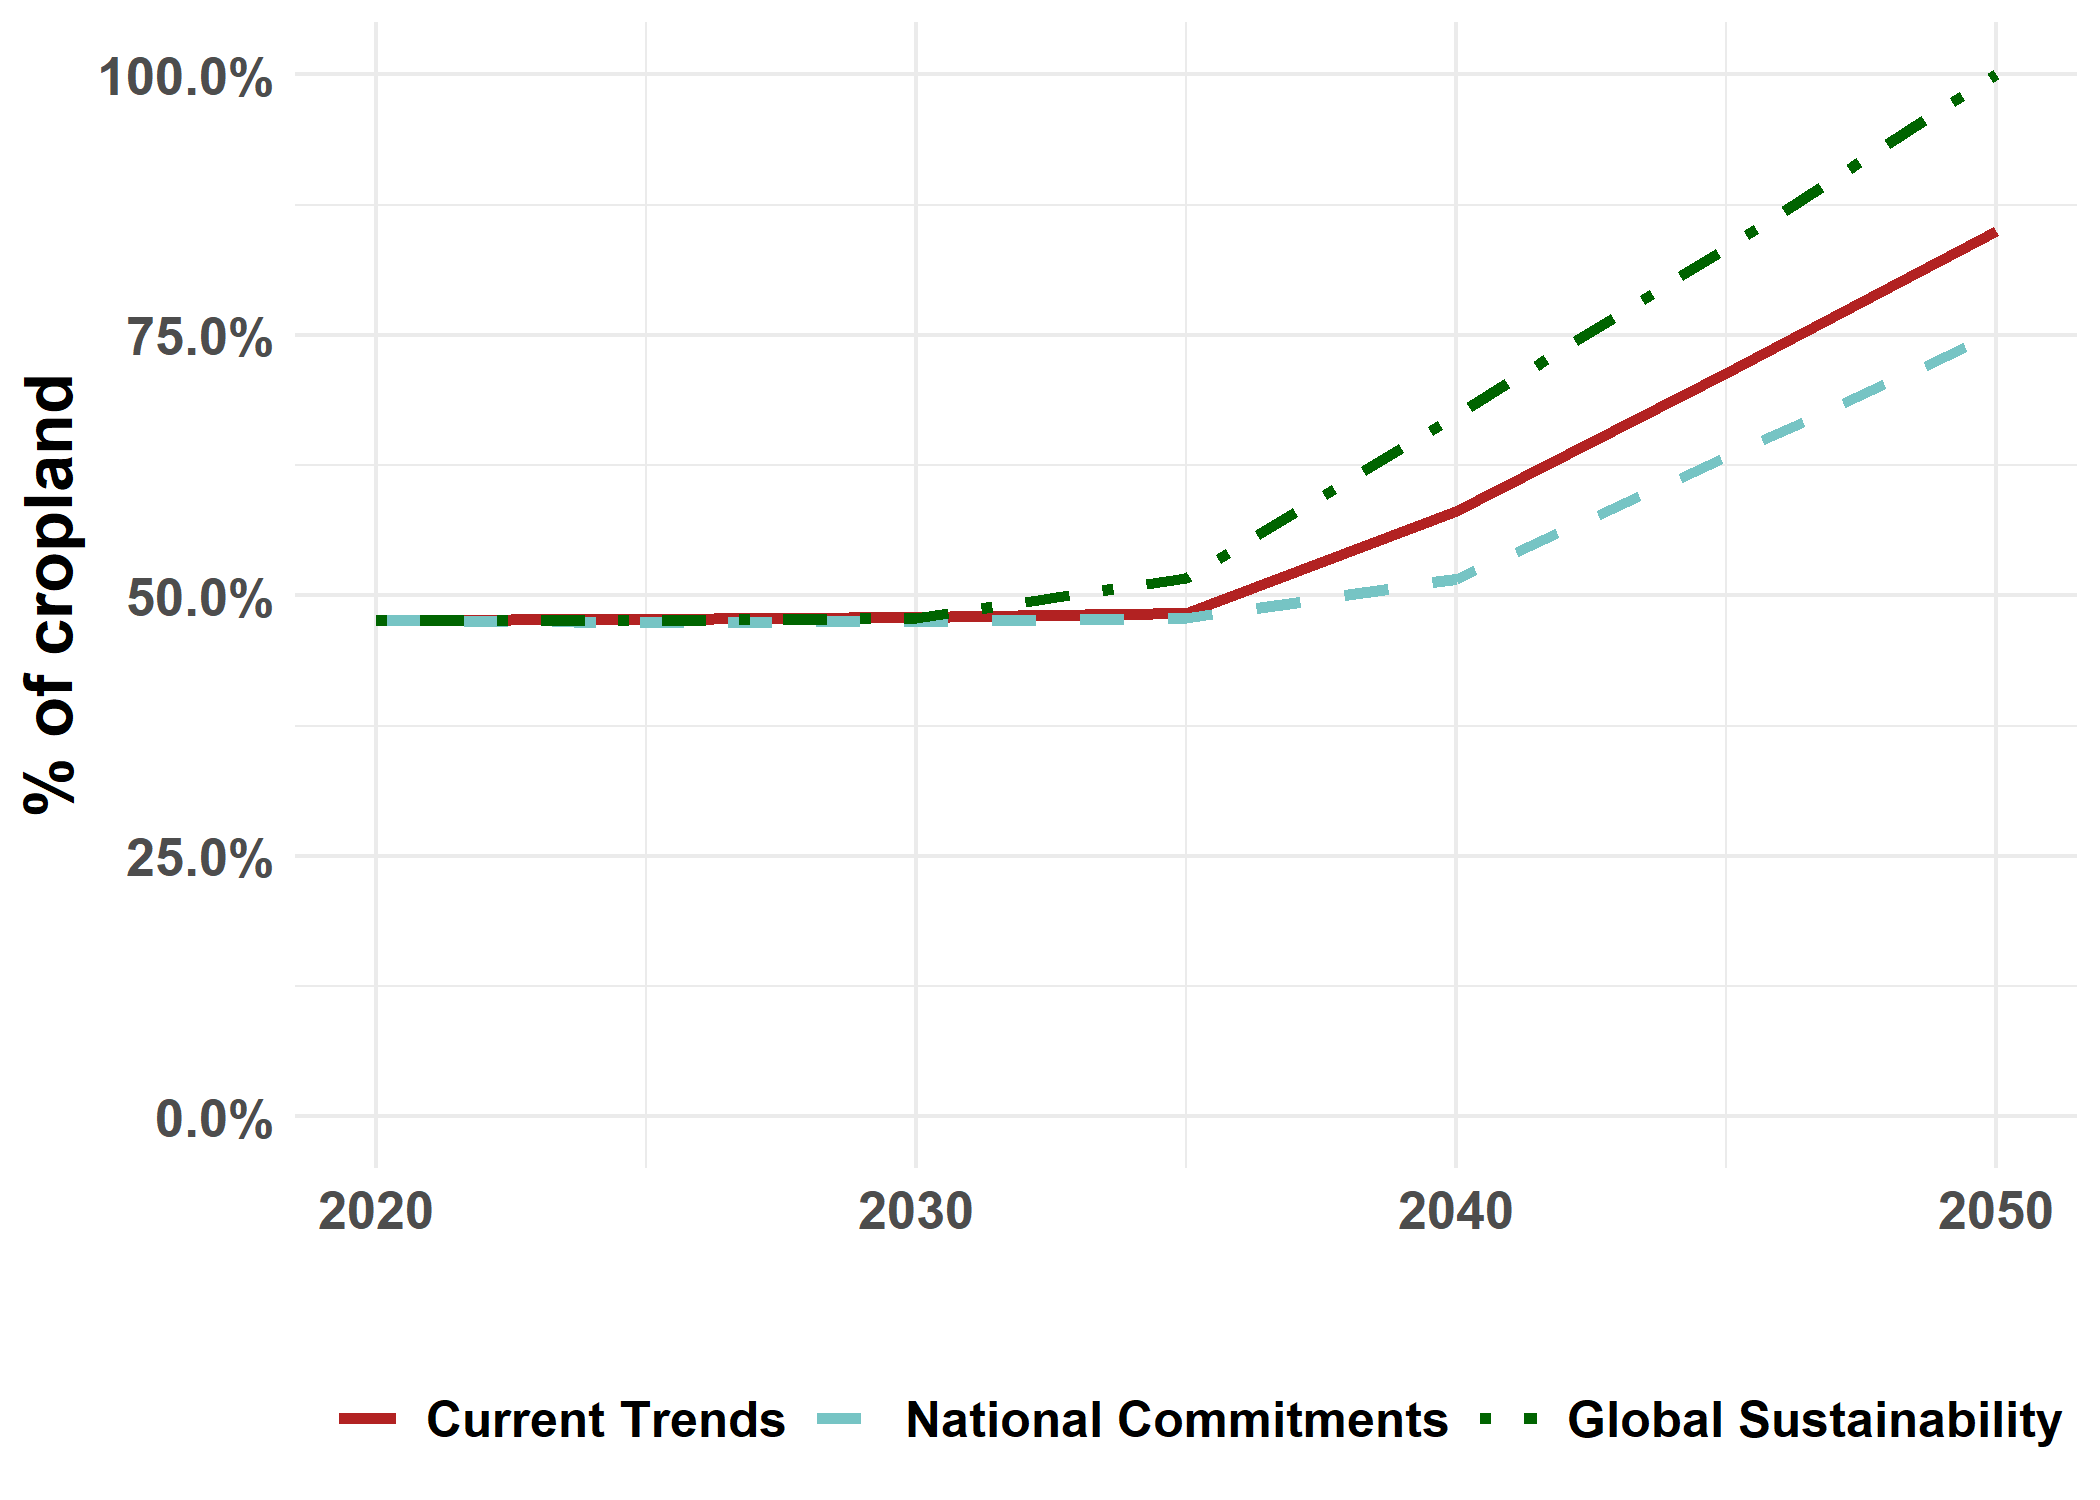 % of cropland
100.0%
75.0%
50.0%
25.0%
0.0%
2020 2030 2040 2050
Current Trends National Commitments Global Sustainability